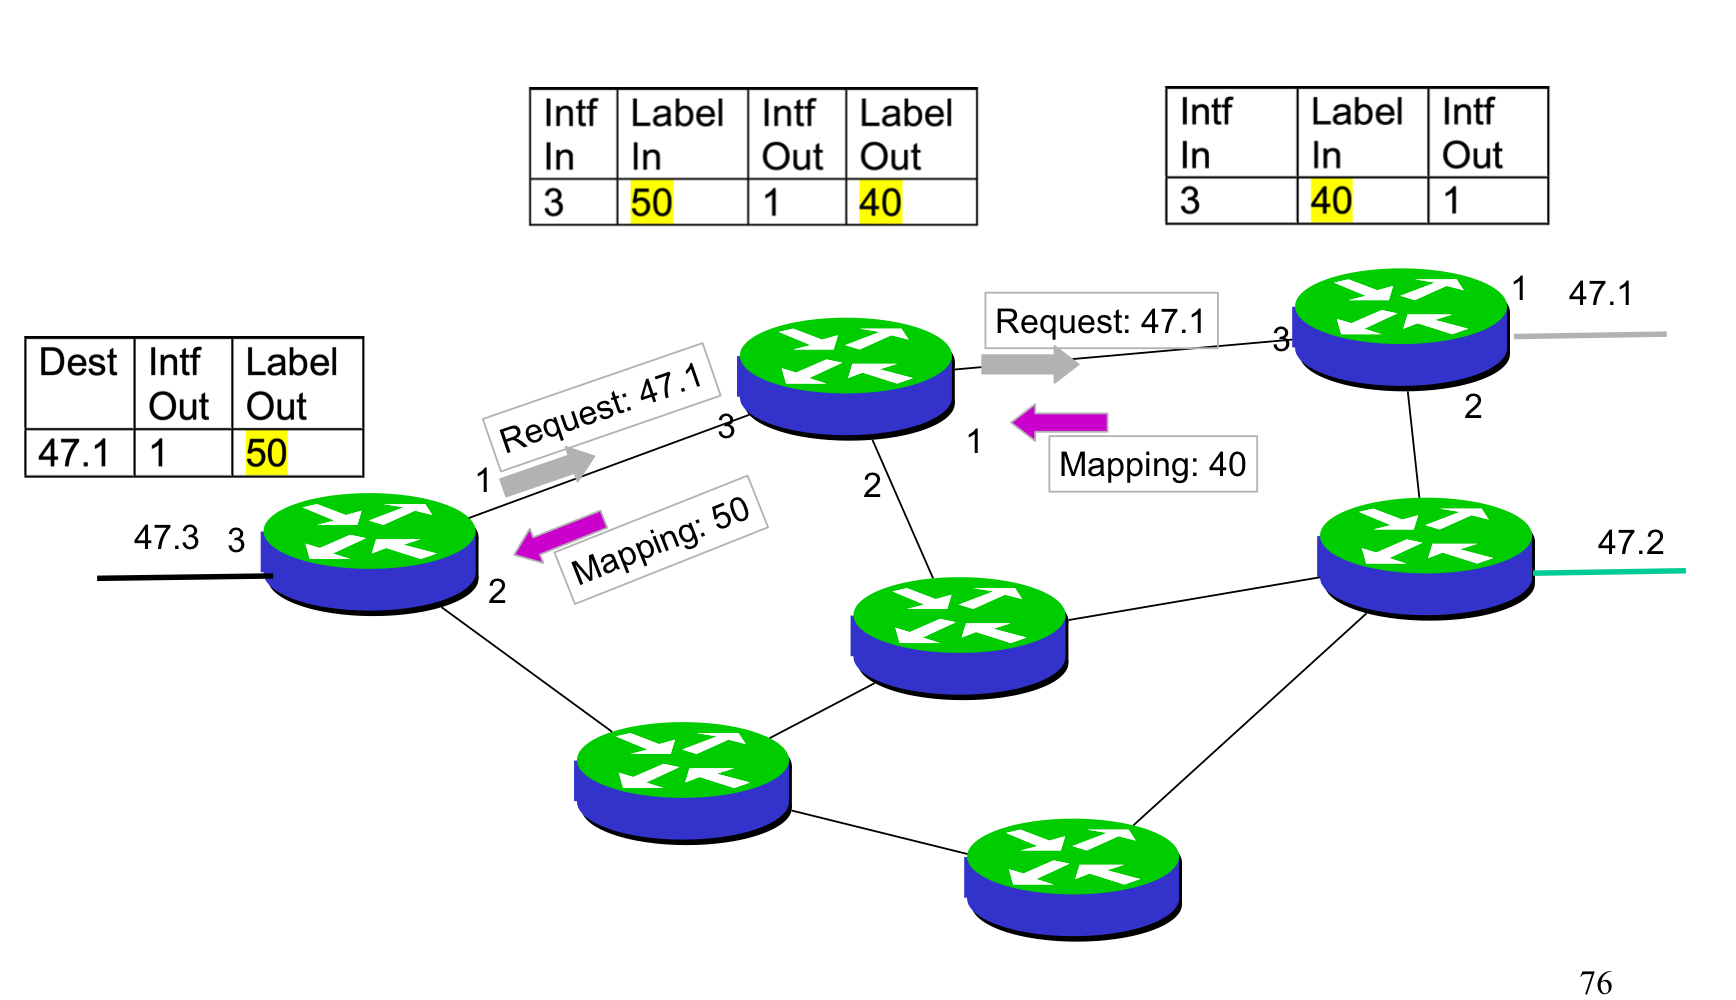 Intf In Label In Intf Out Label Out
3 50 1 40
Intf In Label In Intf Out
3 40 1
Dest Intf Out Label Out
47.1 1 50
Request: 47.1
Request: 47.1
Mapping: 40
Mapping: 50
1
47.1
3
2
3
1
2
1
47.3 3
2
47.2
76